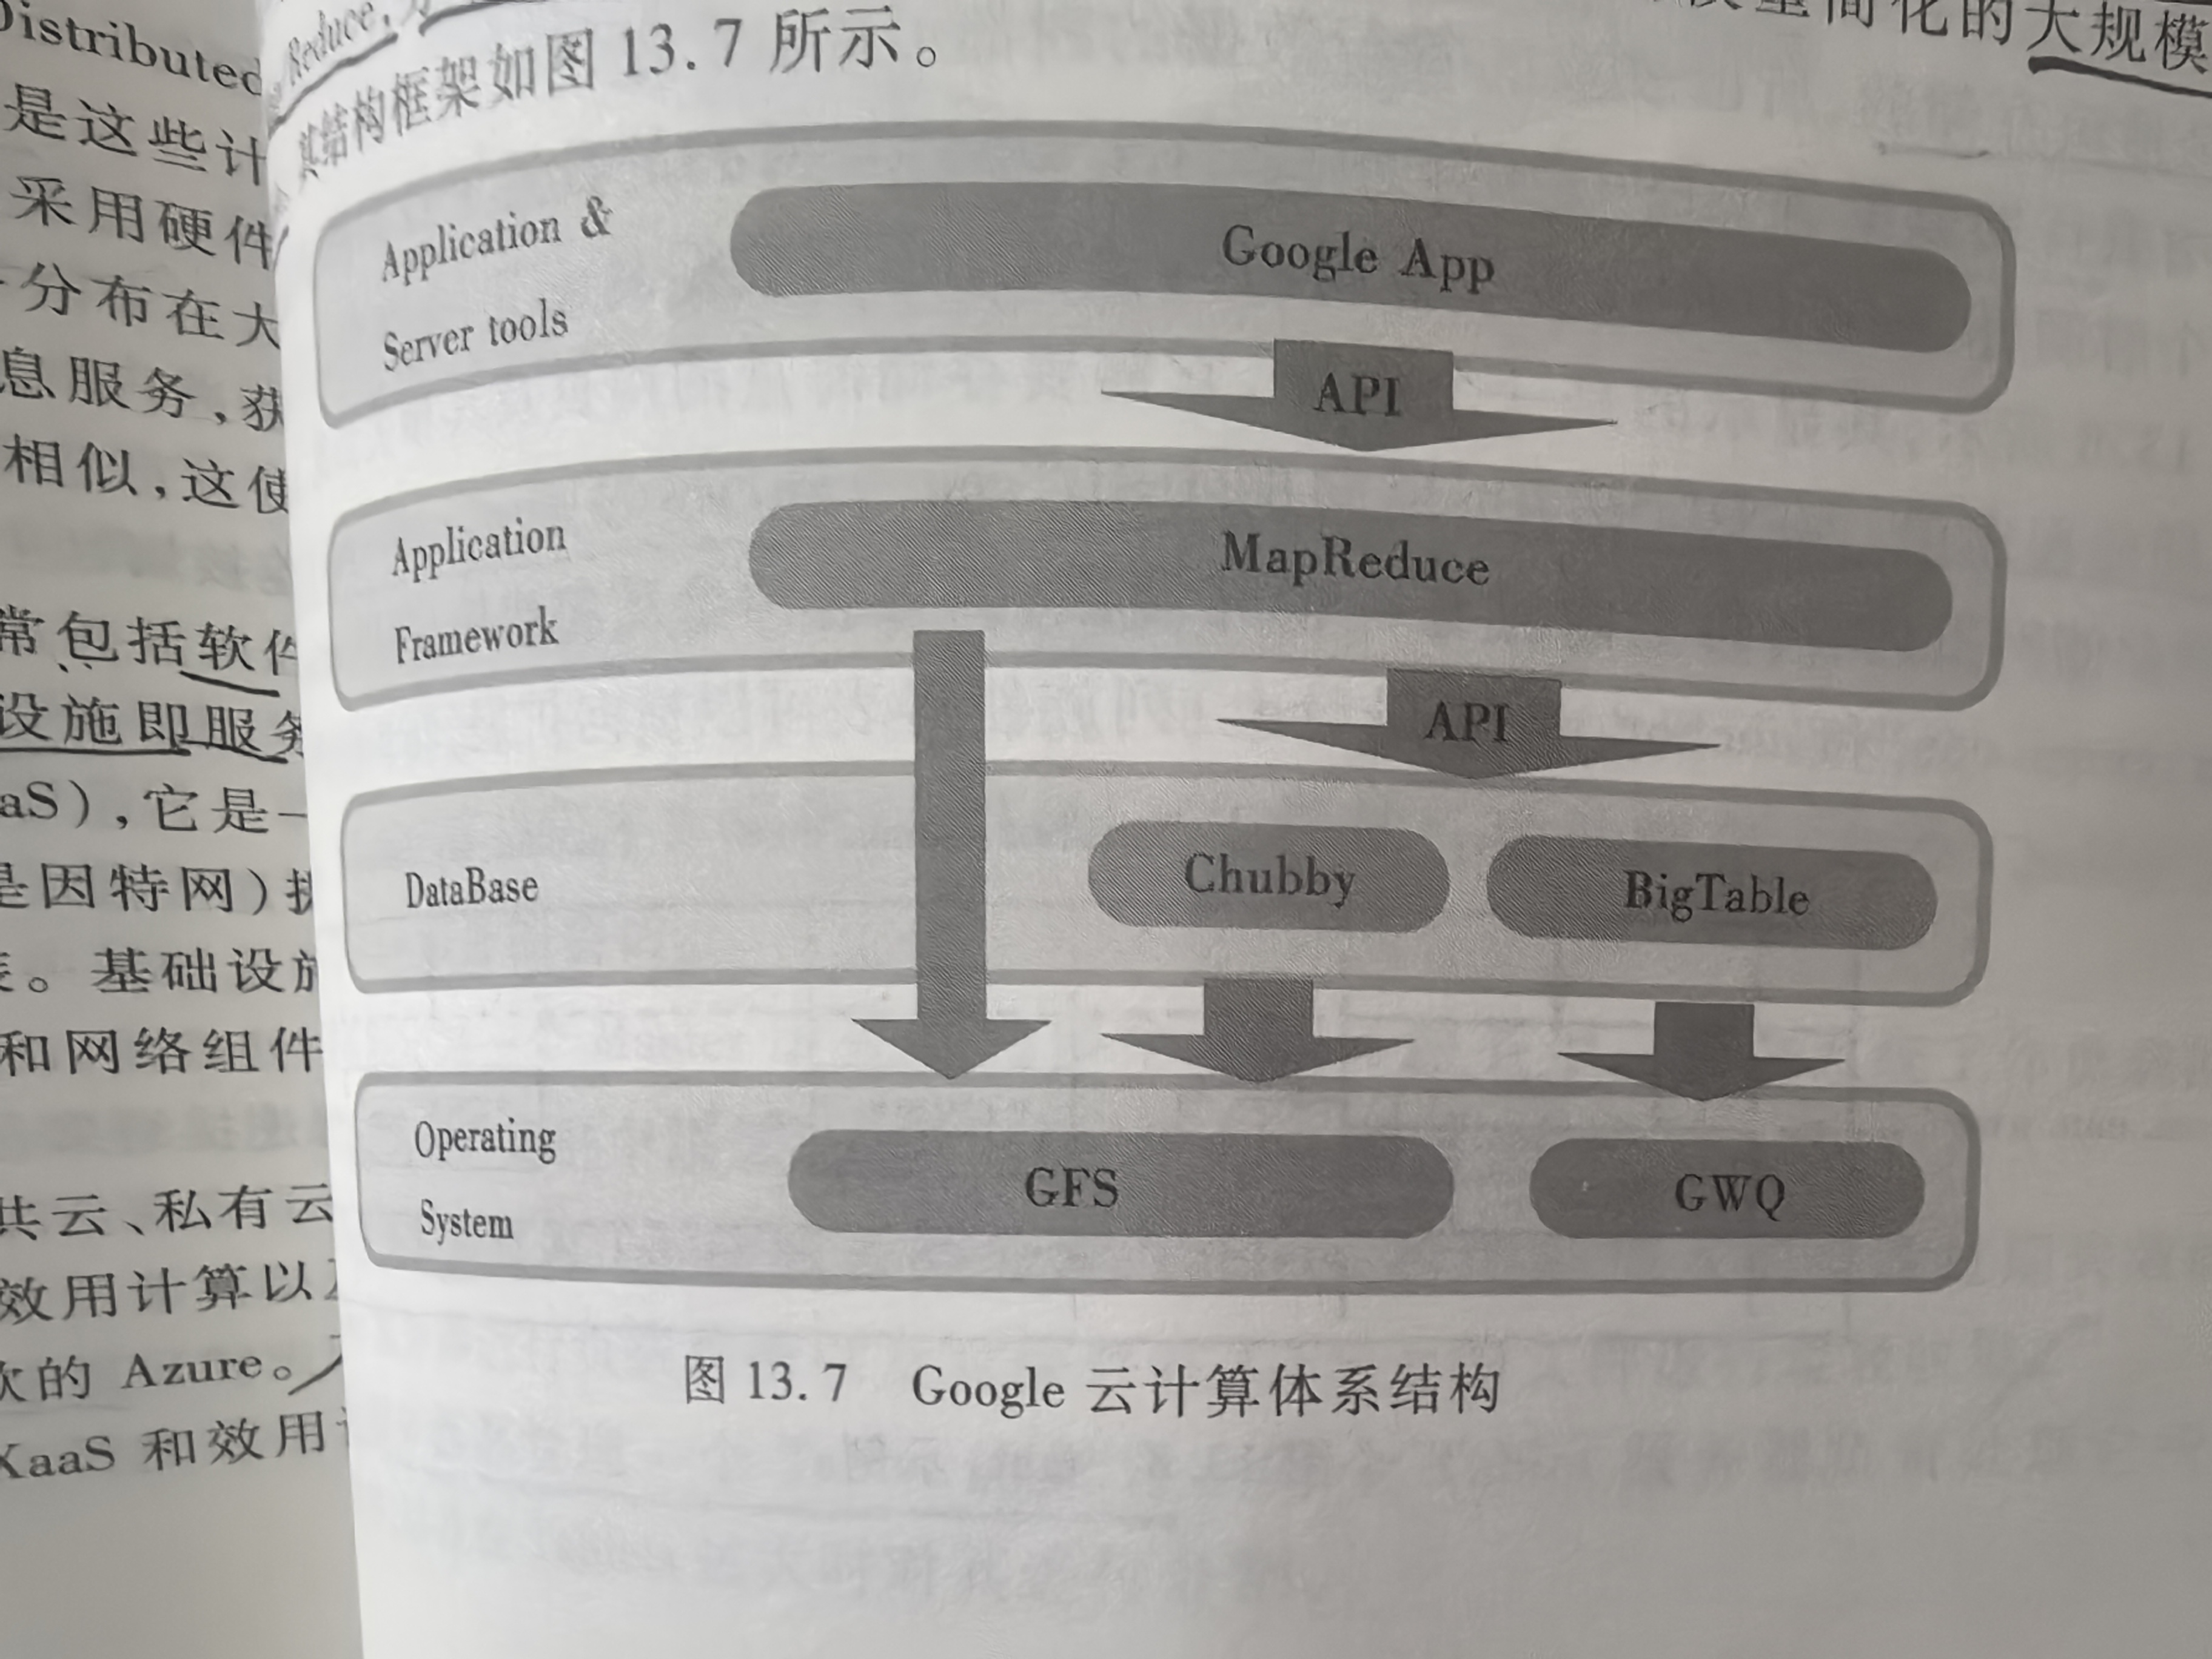 Distributed
是这些计
采用硬件
分布在大
息服务,获
相似,这使
常包括软件
设施即服务
aaS),它是一
是因特网)
。基础设施
和网络组件
共云、私有云
效用计算以及
的 Azure。
XaaS 和效用
Reduce,
简化的大规模
其结构框架如图 13.7 所示。
Application &
Server tools
Google App
API
Application
Framework
MapReduce
API
DataBase
Chubby
BigTable
Operating
System
GFS
GWQ
图 13.7 Google 云计算体系结构